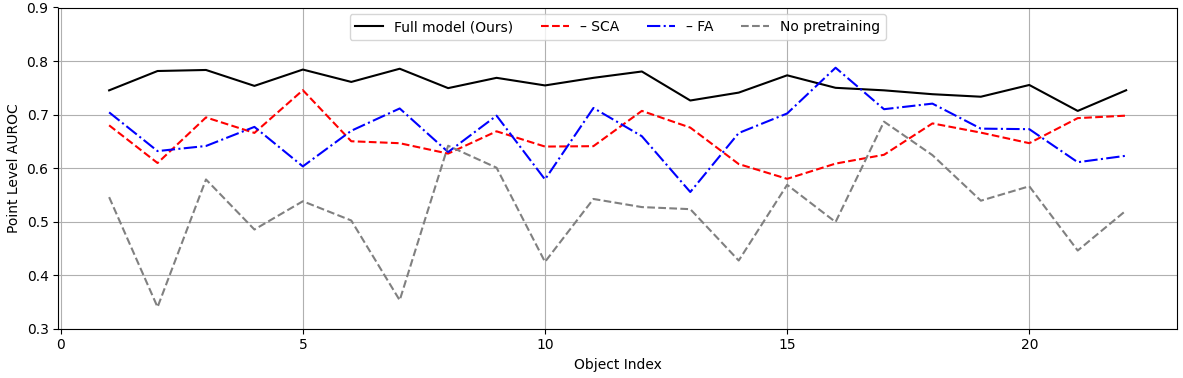 0.9
Full model (Ours) – SCA – FA No pretraining
0.8
0.7
0.6
0.5
0.4
0.3
Point Level AUROC
0 5 10 15 20
Object Index